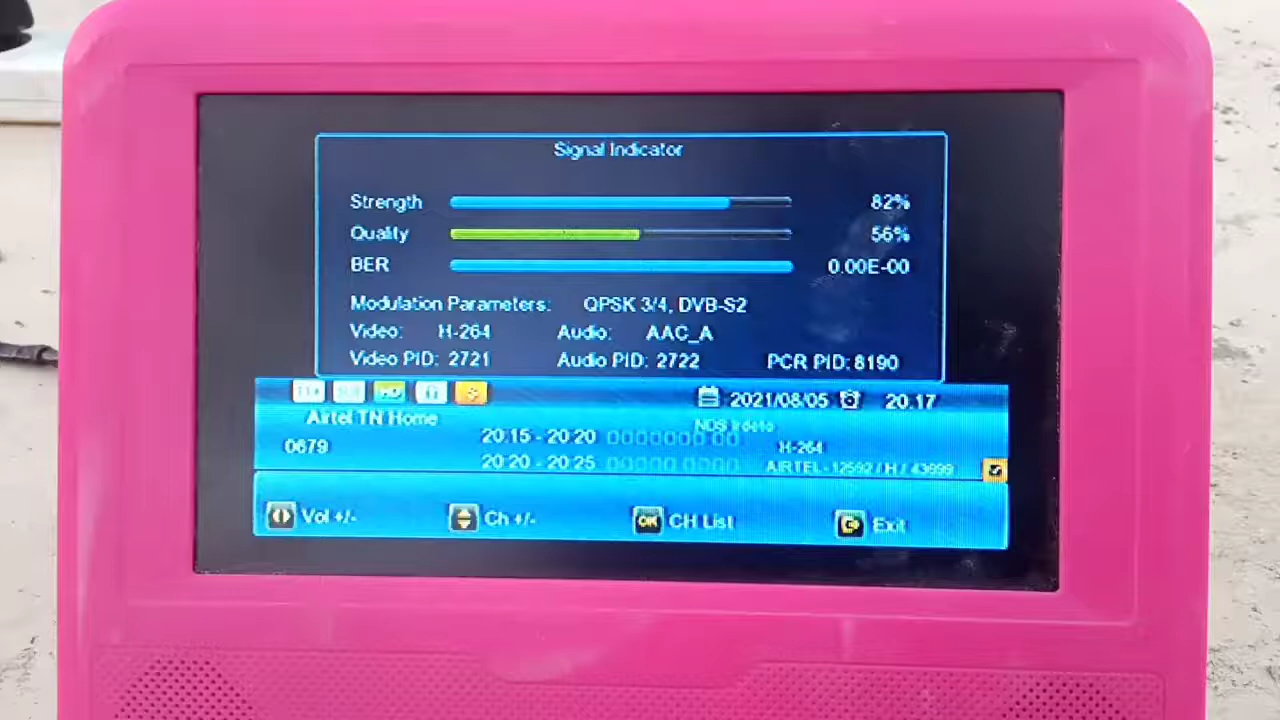 Signal Indicator
Strength 82%
Quality 56%
BER 0.00E-00
Modulation Parameters: QPSK 3/4, DVB-S2
Video: H-264 Audio: AAC_A
Video PID: 2721 Audio PID: 2722 PCR PID: 8190
HD 2021/08/05 20.17
Airtel TN Home NDS Irdeto
0679 20.15 - 20:20 H-264
20:20 - 20:25 AIRTEL - 12592 / H / 43999
Vol +/- Ch +/- OK CH List Exit